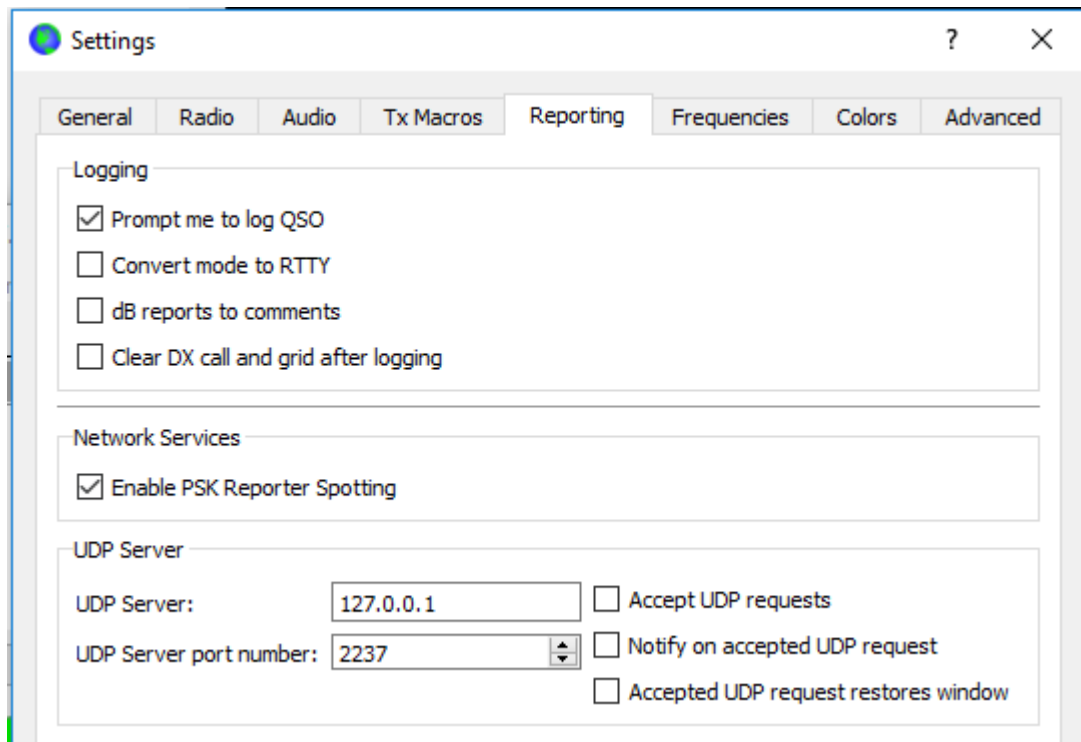 Settings
General Radio Audio Tx Macros Reporting Frequencies Colors Advanced
Logging
Prompt me to log QSO
Convert mode to RTTY
dB reports to comments
Clear DX call and grid after logging
Network Services
Enable PSK Reporter Spotting
UDP Server
UDP Server: 127.0.0.1 Accept UDP requests
UDP Server port number: 2237 Notify on accepted UDP request
Accepted UDP request restores window